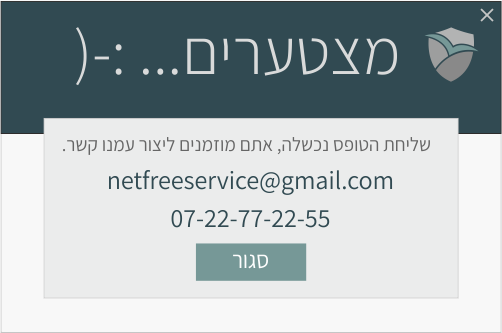 מצטערים... :-(
שליחת הטופס נכשלה, אתם מוזמנים ליצור עמנו קשר.
netfreeservice@gmail.com
07-22-77-22-55
סגור